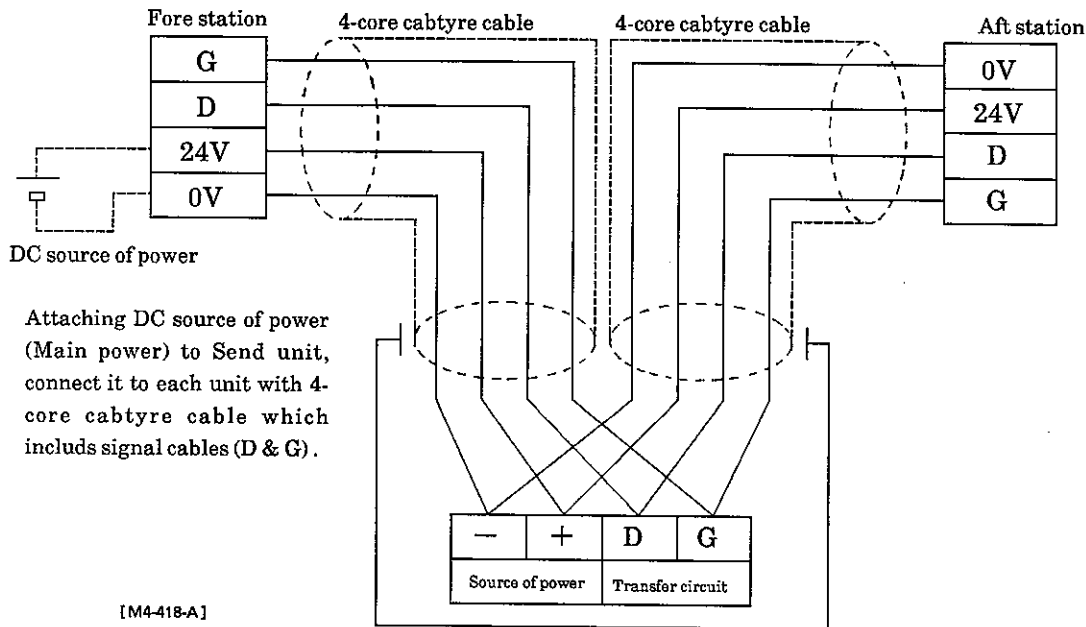 Fore station
4-core cabtyre cable
4-core cabtyre cable
Aft station
G
D
24V
0V
0V
24V
D
G
DC source of power
Attaching DC source of power
(Main power) to Send unit,
connect it to each unit with 4-
core cabtyre cable which
includs signal cables (D & G).
− + D G
Source of power
Transfer circuit
[M4-418-A]